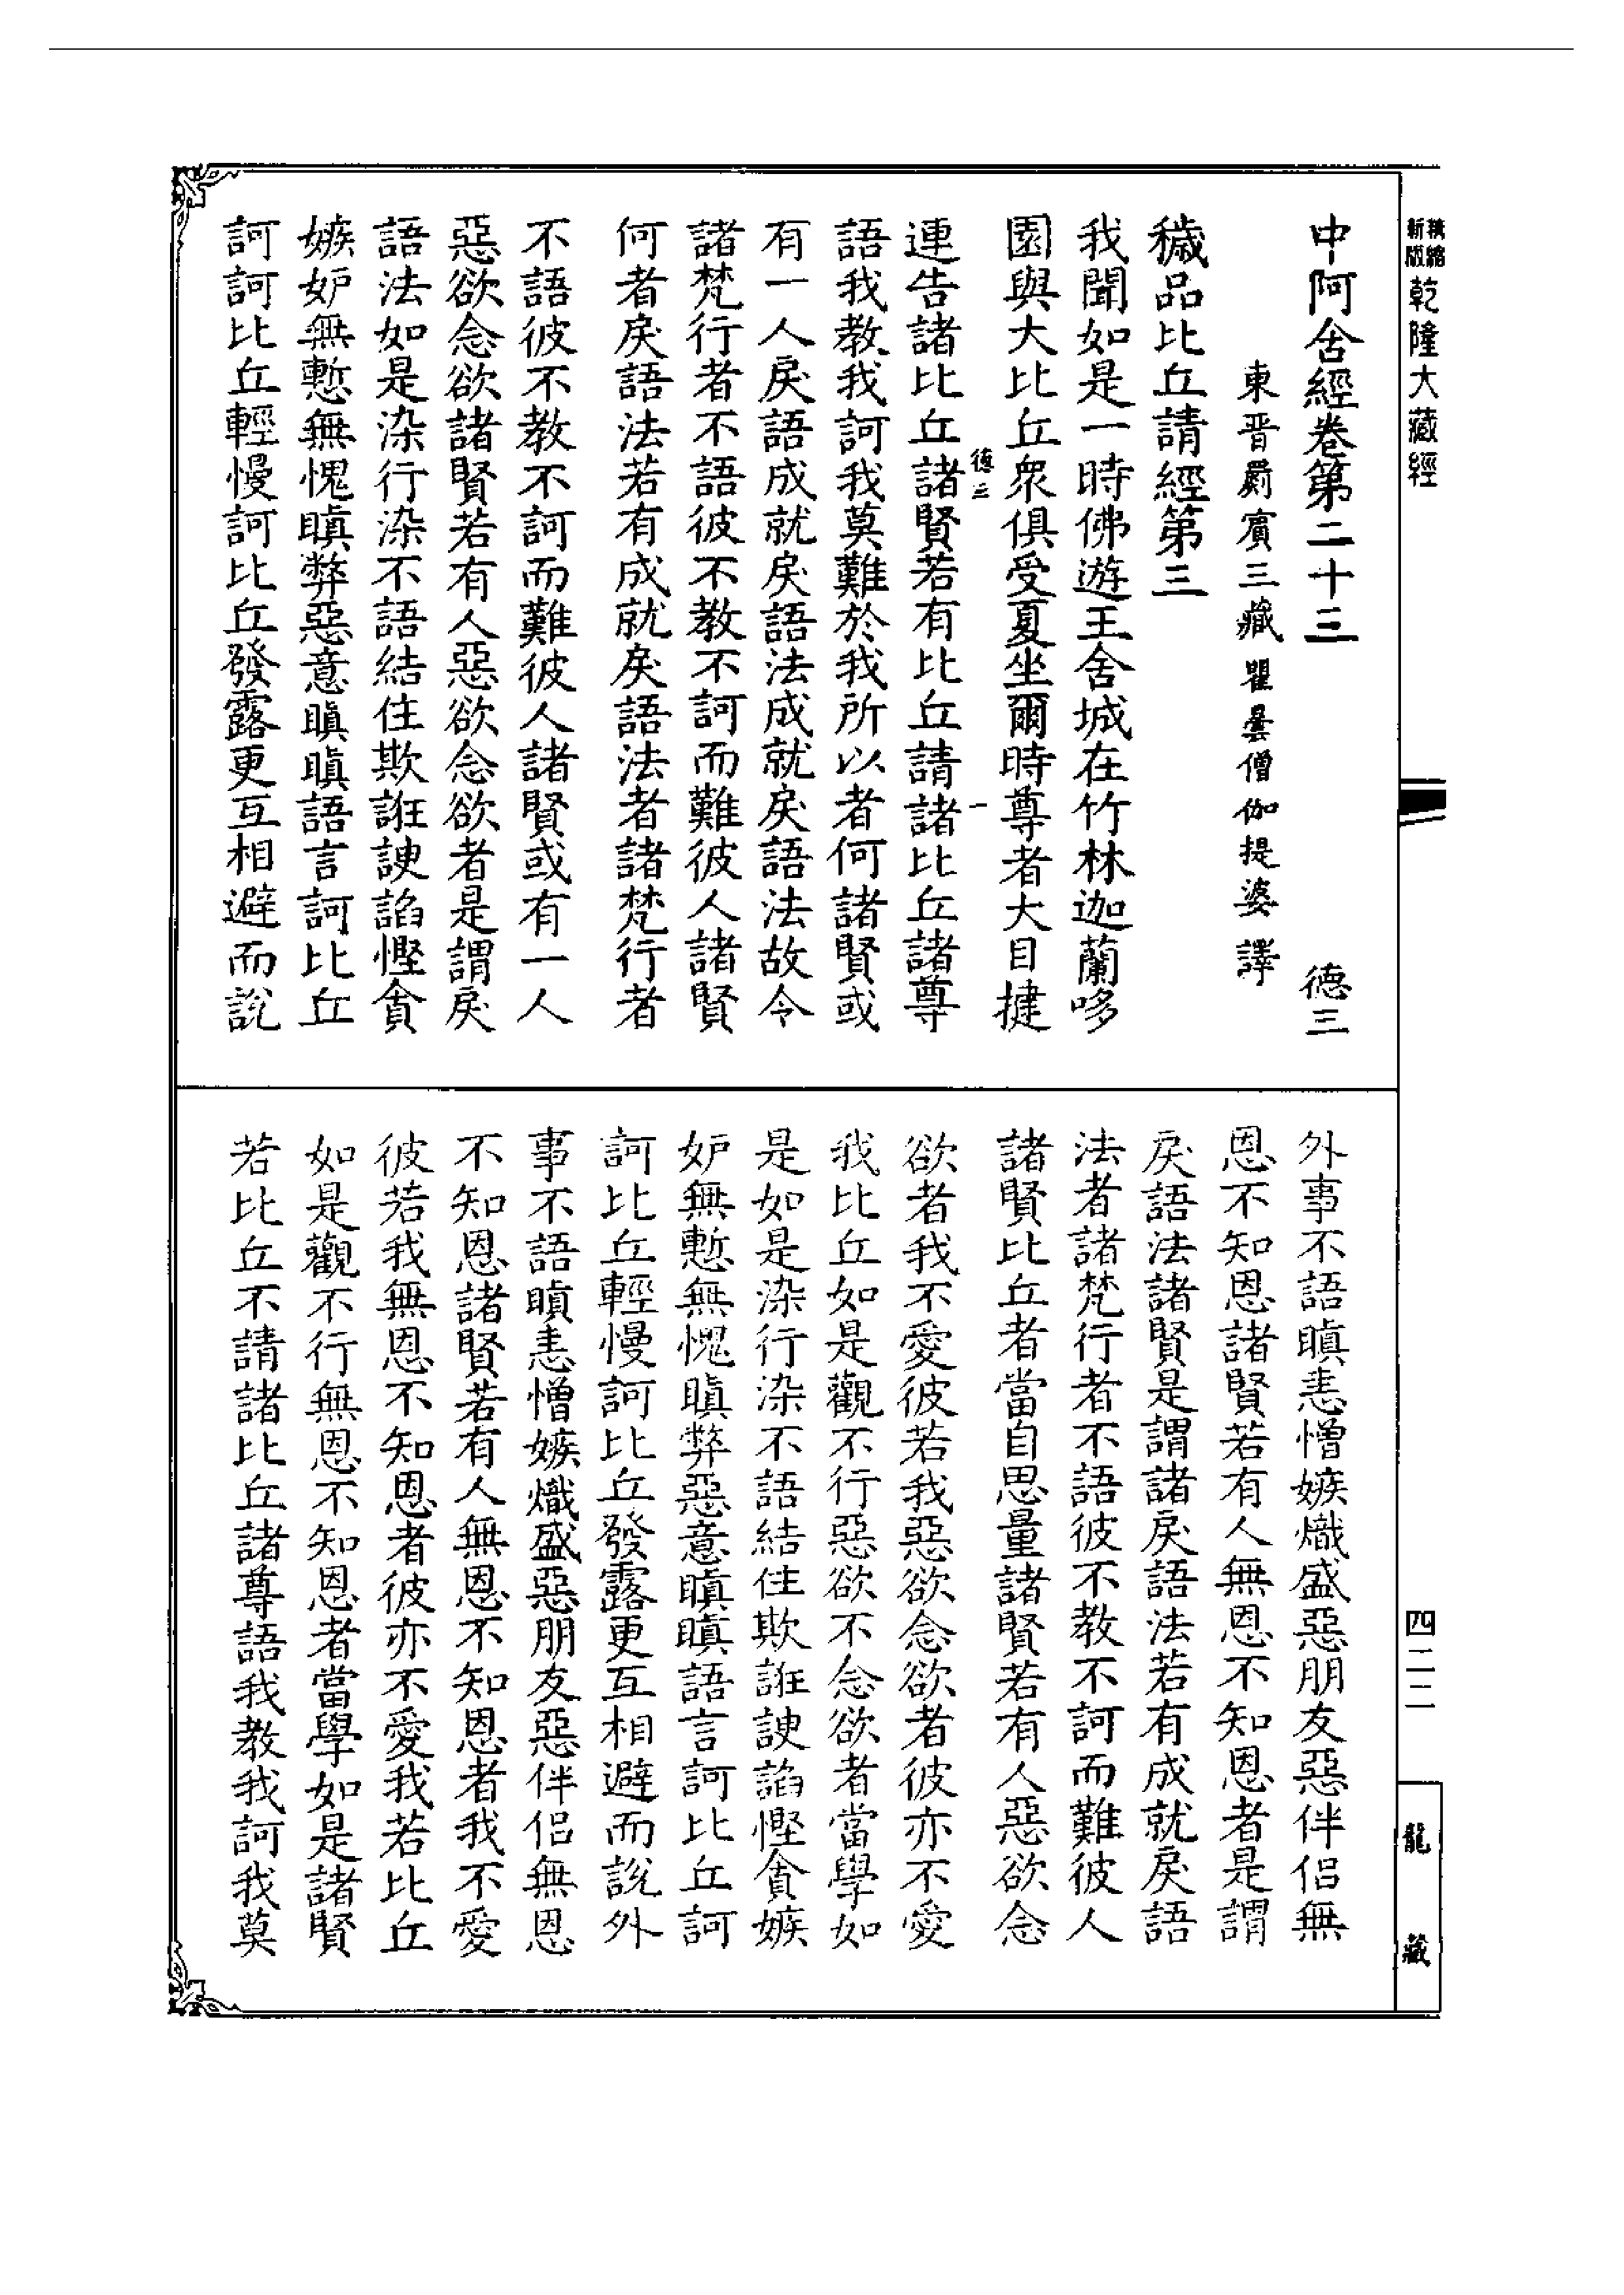 精縮新版乾隆大藏經
四二二
龍藏
中阿含經卷第二十三 德三
東晉罽賓三藏瞿曇僧伽提婆譯
穢品比丘請經第三
我聞如是一時佛遊王舍城在竹林迦蘭哆
園與大比丘衆俱受夏坐爾時尊者大目揵
德三 一
連告諸比丘諸賢若有比丘請諸比丘諸尊
語我教我訶我莫難於我所以者何諸賢或
有一人戾語成就戾語法成就戾語法故令
諸梵行者不語彼不教不訶而難彼人諸賢
何者戾語法若有成就戾語法者諸梵行者
不語彼不教不訶而難彼人諸賢或有一人
惡欲念欲諸賢若有人惡欲念欲者是謂戾
語法如是染行染不語結住欺誑諛諂慳貪
嫉妒無慙無愧瞋弊惡意瞋瞋語言訶比丘
訶訶比丘輕慢訶比丘發露更互相避而說
外事不語瞋恚憎嫉熾盛惡朋友惡伴侶無
恩不知恩諸賢若有人無恩不知恩者是謂
戾語法諸賢是謂諸戾語法若有成就戾語
法者諸梵行者不語彼不教不訶而難彼人
諸賢比丘者當自思量諸賢若有人惡欲念
欲者我不愛彼若我惡欲念欲者彼亦不愛
我比丘如是觀不行惡欲不念欲者當學如
是如是染行染不語結住欺誑諛諂慳貪嫉
妒無慙無愧瞋弊惡意瞋瞋語言訶比丘訶
訶比丘輕慢訶比丘發露更互相避而說外
事不語瞋恚憎嫉熾盛惡朋友惡伴侶無恩
不知恩諸賢若有人無恩不知恩者我不愛
彼若我無恩不知恩者彼亦不愛我若比丘
如是觀不行無恩不知恩者當學如是諸賢
若比丘不請諸比丘諸尊語我教我訶我莫